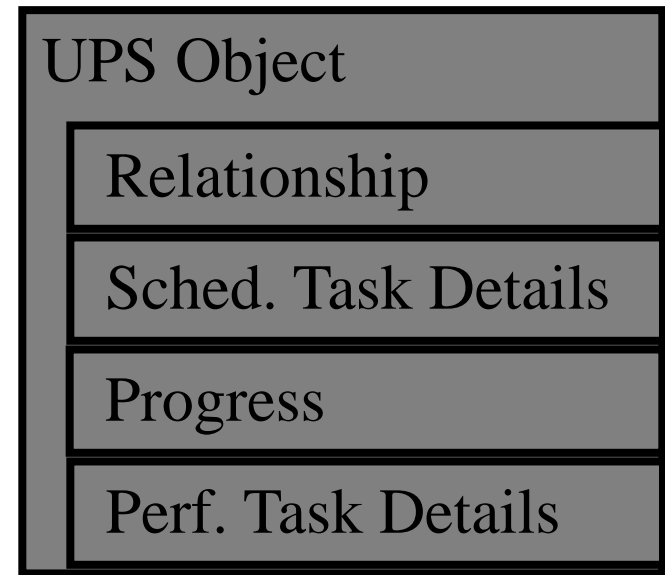 UPS Object
Relationship
Sched. Task Details
Progress
Perf. Task Details